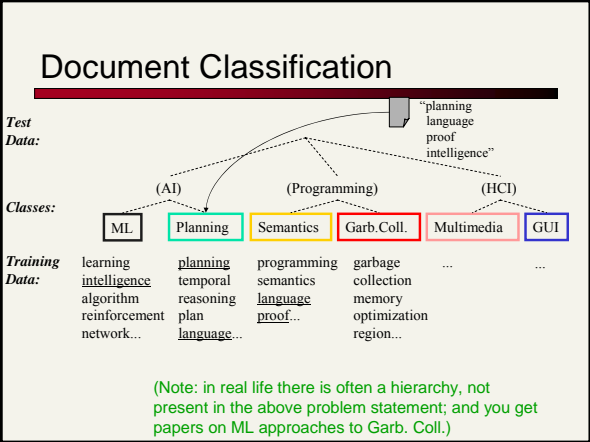 Document Classification
Test
Data:
“planning
language
proof
intelligence”
(AI)
(Programming)
(HCI)
Classes:
ML
Planning
Semantics
Garb.Coll.
Multimedia
GUI
Training
Data:
learning
intelligence
algorithm
reinforcement
network...
planning
temporal
reasoning
plan
language...
programming
semantics
language
proof...
garbage
collection
memory
optimization
region...
...
...
(Note: in real life there is often a hierarchy, not
present in the above problem statement; and you get
papers on ML approaches to Garb. Coll.)